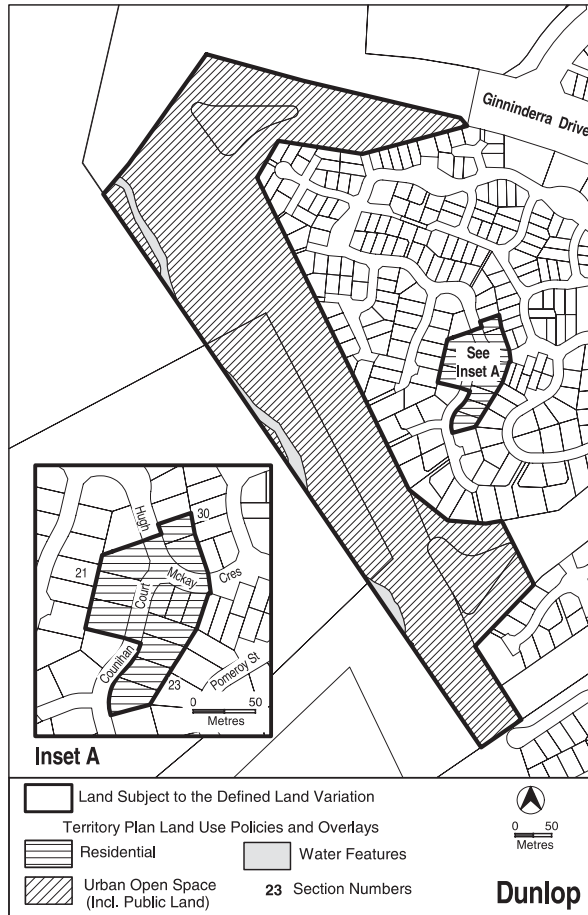 Ginninderra Drive
See
Inset A
30
Hugh
21
Mckay
Cres
Court
Counihan
23
Pomeroy St
0 50
Metres
Inset A
Land Subject to the Defined Land Variation
Territory Plan Land Use Policies and Overlays
Residential
Water Features
Urban Open Space
(Incl. Public Land)
23 Section Numbers
0 50
Metres
Dunlop